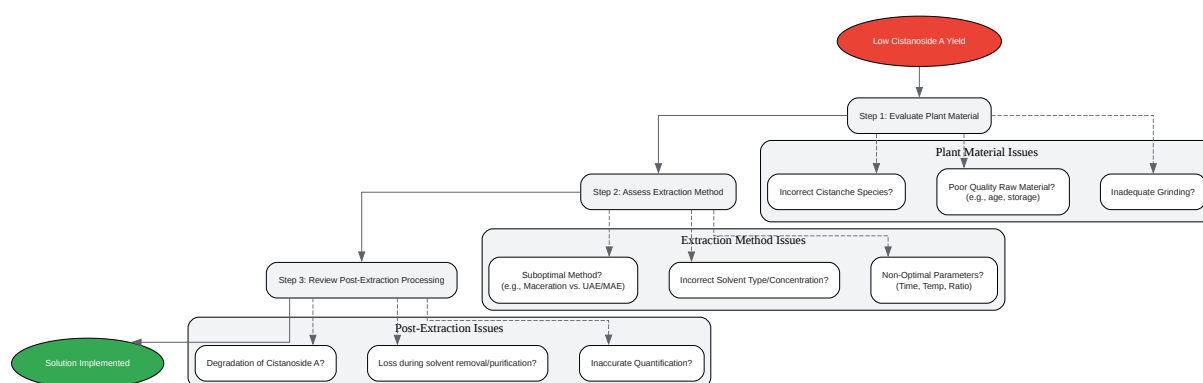 Low Cistanoside A Yield
Step 1: Evaluate Plant Material
Plant Material Issues
Incorrect Cistanche Species?
Poor Quality Raw Material?
(e.g., age, storage)
Inadequate Grinding?
Step 2: Assess Extraction Method
Extraction Method Issues
Suboptimal Method?
(e.g., Maceration vs. UAE/MAE)
Incorrect Solvent Type/Concentration?
Non-Optimal Parameters?
(Time, Temp, Ratio)
Step 3: Review Post-Extraction Processing
Post-Extraction Issues
Degradation of Cistanoside A?
Loss during solvent removal/purification?
Inaccurate Quantification?
Solution Implemented